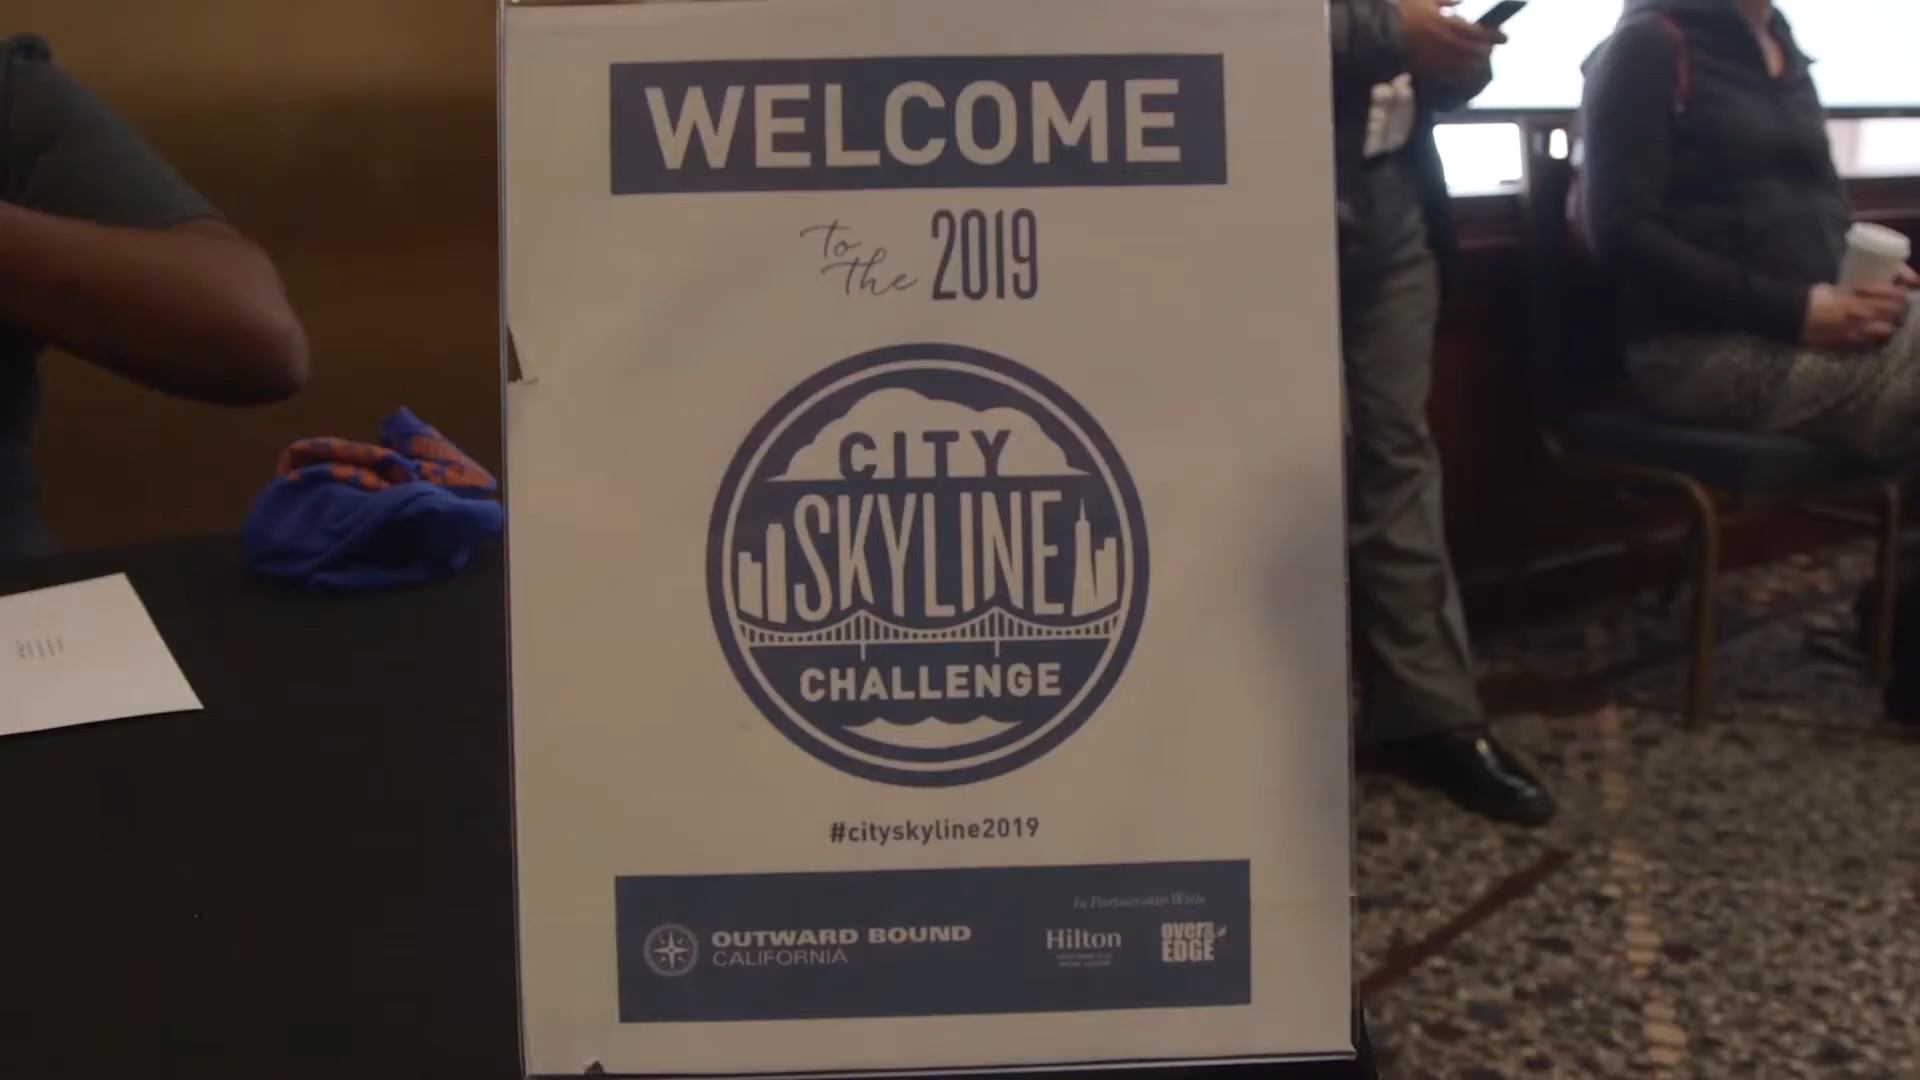 WELCOME
to the 2019
CITY
SKYLINE
CHALLENGE
#cityskyline2019
In Partnership With
OUTWARD BOUND
CALIFORNIA
Hilton
over the
EDGE